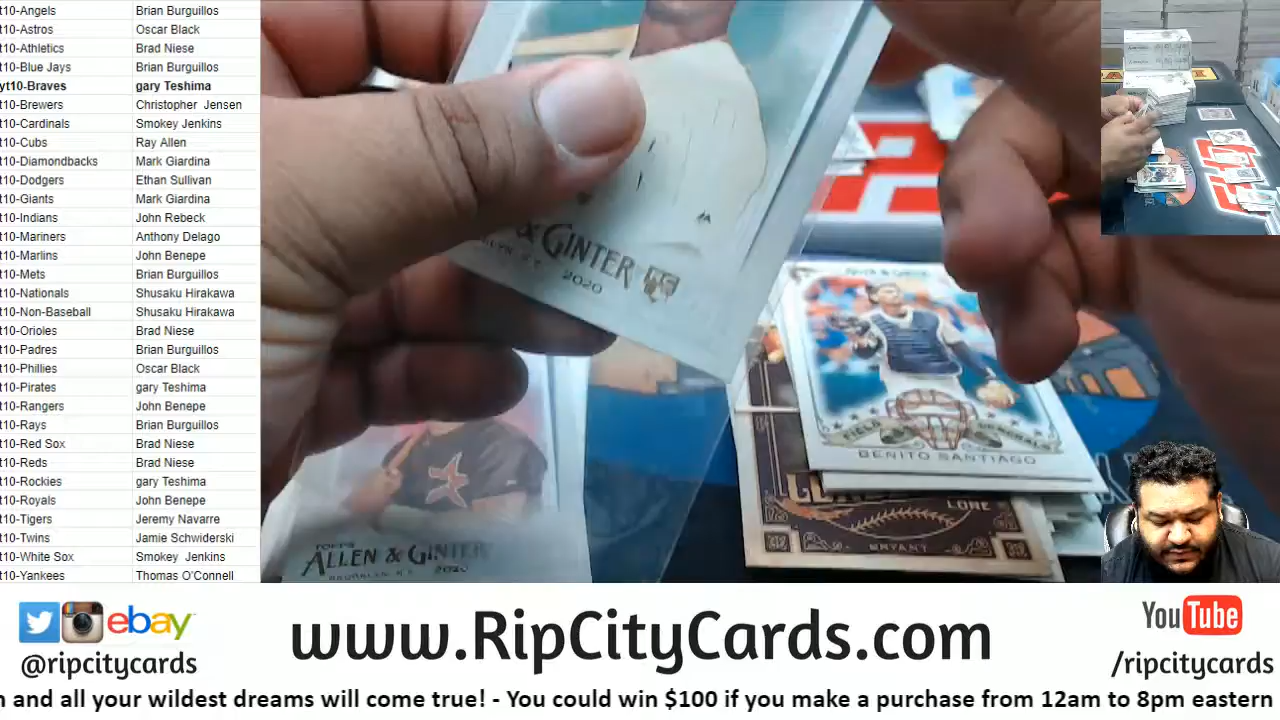 t10-Angels Brian Burguillos
t10-Astros Oscar Black
t10-Athletics Brad Niese
t10-Blue Jays Brian Burguillos
yt10-Braves gary Teshima
t10-Brewers Christopher Jensen
t10-Cardinals Smokey Jenkins
t10-Cubs Ray Allen
t10-Diamondbacks Mark Giardina
t10-Dodgers Ethan Sullivan
t10-Giants Mark Giardina
t10-Indians John Rebeck
t10-Mariners Anthony Delago
t10-Marlins John Benepe
t10-Mets Brian Burguillos
t10-Nationals Shusaku Hirakawa
t10-Non-Baseball Shusaku Hirakawa
t10-Orioles Brad Niese
t10-Padres Brian Burguillos
t10-Phillies Oscar Black
t10-Pirates gary Teshima
t10-Rangers John Benepe
t10-Rays Brian Burguillos
t10-Red Sox Brad Niese
t10-Reds Brad Niese
t10-Rockies gary Teshima
t10-Royals John Benepe
t10-Tigers Jeremy Navarre
t10-Twins Jamie Schwiderski
t10-White Sox Smokey Jenkins
t10-Yankees Thomas O'Connell
& GINTER
2020
FIELD GENERALS
BENITO SANTIAGO
LONE
BRYANT
TOPPS
ALLEN & GINTER
BROOKLYN N.Y. 2020
ebay
@ripcitycards
www.RipCityCards.com
YouTube
/ripcitycards
n and all your wildest dreams will come true! - You could win $100 if you make a purchase from 12am to 8pm eastern